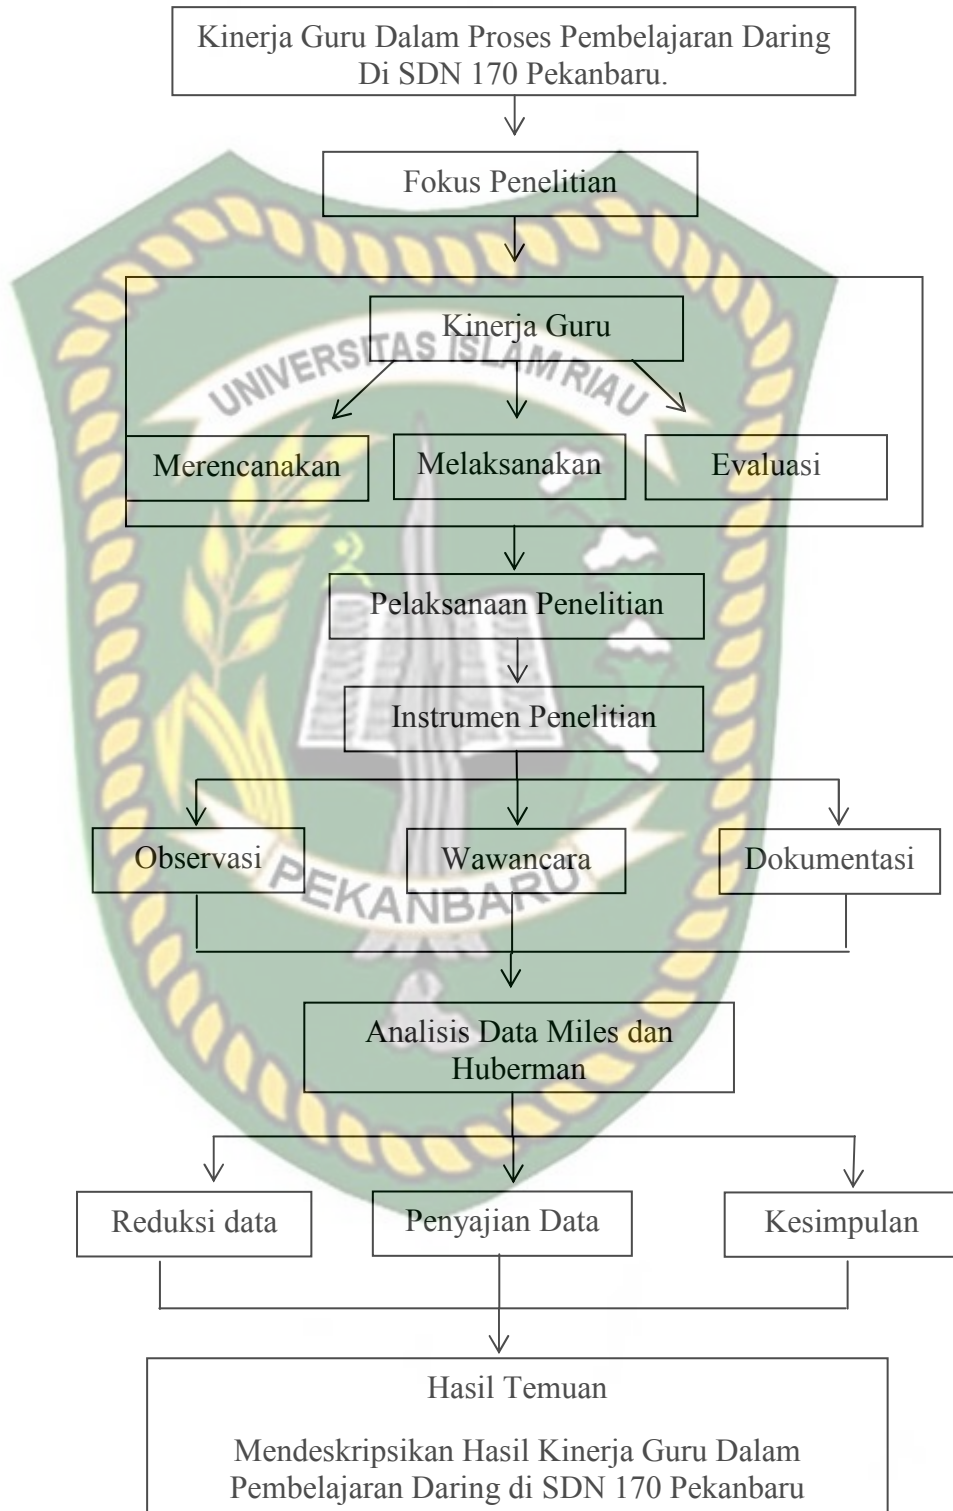 Kinerja Guru Dalam Proses Pembelajaran Daring
Di SDN 170 Pekanbaru.
Fokus Penelitian
Kinerja Guru
UNIVERSITAS ISLAM RIAU
Merencanakan
Melaksanakan
Evaluasi
Pelaksanaan Penelitian
Instrumen Penelitian
Observasi
Wawancara
Dokumentasi
PEKANBARU
Analisis Data Miles dan
Huberman
Reduksi data
Penyajian Data
Kesimpulan
Hasil Temuan
Mendeskripsikan Hasil Kinerja Guru Dalam
Pembelajaran Daring di SDN 170 Pekanbaru